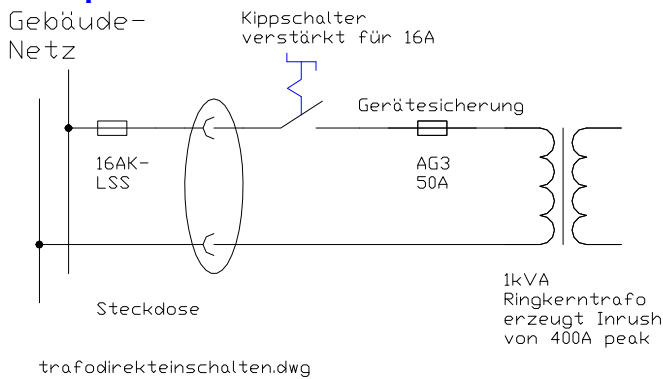 Gebäude-
Netz
Kippschalter
verstärkt für 16A
Gerätesicherung
16AK-
LSS
AG3
50A
Steckdose
1kVA
Ringkerntrafo
erzeugt Inrush
von 400A peak
trafodirekteinschalten.dwg